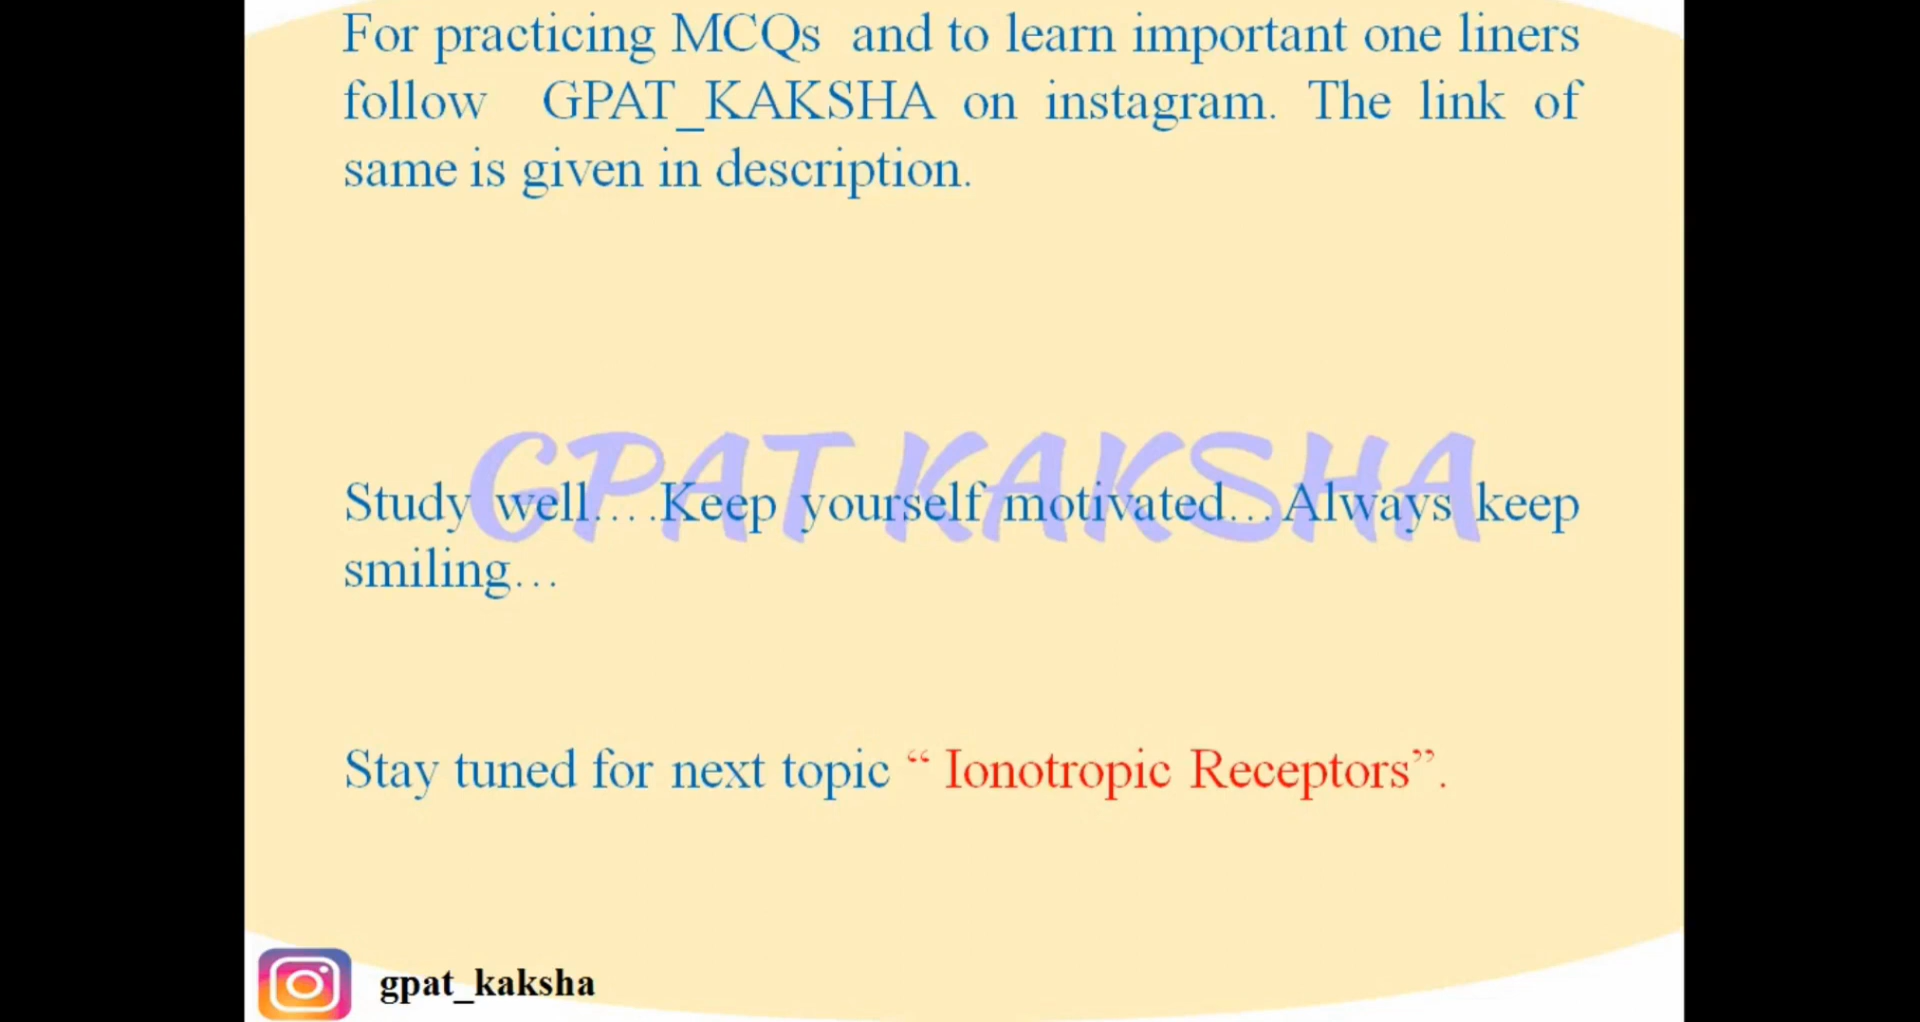 For practicing MCQs and to learn important one liners
follow GPAT_KAKSHA on instagram. The link of
same is given in description.
GPAT KAKSHA
Study well....Keep yourself motivated...Always keep
smiling...
Stay tuned for next topic “ Ionotropic Receptors”.
gpat_kaksha